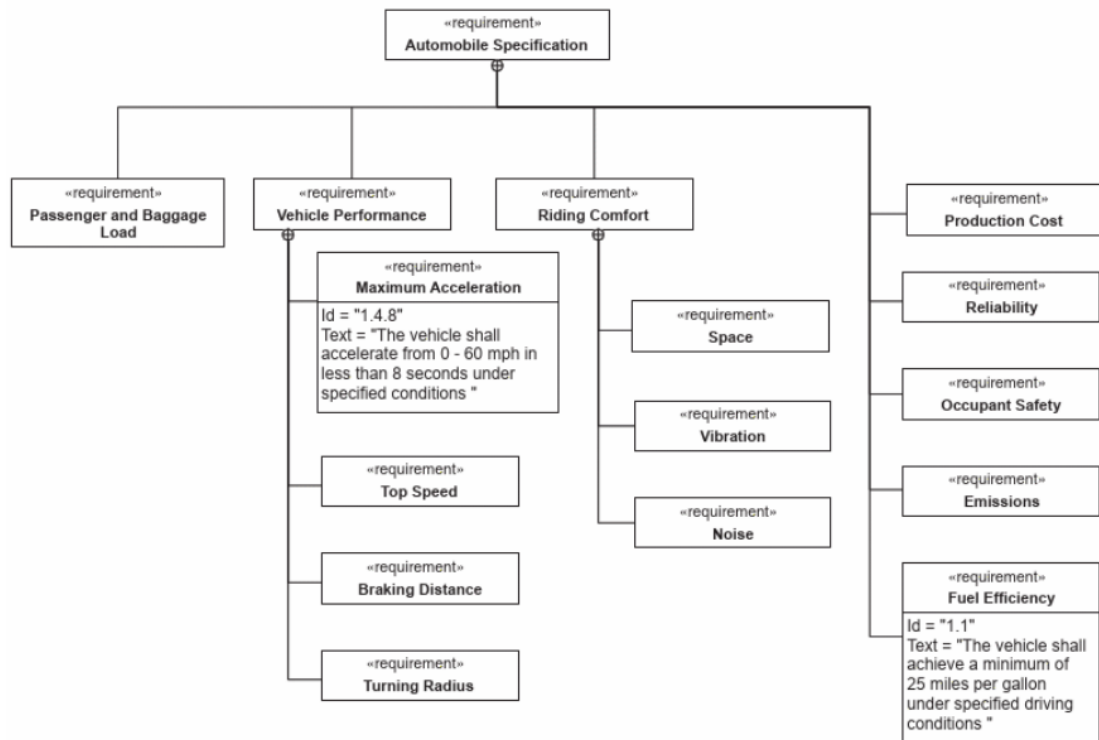 «requirement»
Automobile Specification
«requirement»
Passenger and Baggage
Load
«requirement»
Vehicle Performance
«requirement»
Riding Comfort
«requirement»
Production Cost
«requirement»
Maximum Acceleration
Id = "1.4.8"
Text = "The vehicle shall
accelerate from 0 - 60 mph in
less than 8 seconds under
specified conditions "
«requirement»
Top Speed
«requirement»
Braking Distance
«requirement»
Turning Radius
«requirement»
Space
«requirement»
Vibration
«requirement»
Noise
«requirement»
Reliability
«requirement»
Occupant Safety
«requirement»
Emissions
«requirement»
Fuel Efficiency
Id = "1.1"
Text = "The vehicle shall
achieve a minimum of
25 miles per gallon
under specified driving
conditions "